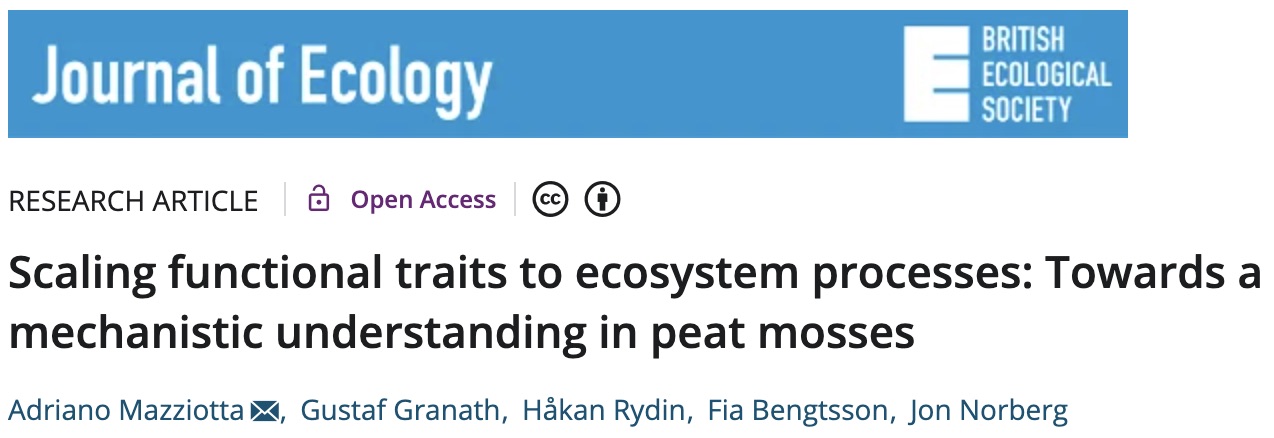 Journal of Ecology
BRITISH
ECOLOGICAL
SOCIETY
RESEARCH ARTICLE Open Access cc
Scaling functional traits to ecosystem processes: Towards a
mechanistic understanding in peat mosses
Adriano Mazziotta, Gustaf Granath, Håkan Rydin, Fia Bengtsson, Jon Norberg